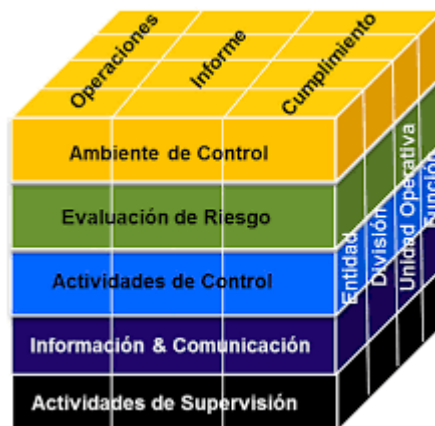 Operaciones
Informe
Cumplimiento
Ambiente de Control
Evaluación de Riesgo
Actividades de Control
Información & Comunicación
Actividades de Supervisión
Entidad
División
Unidad Operativa
Función